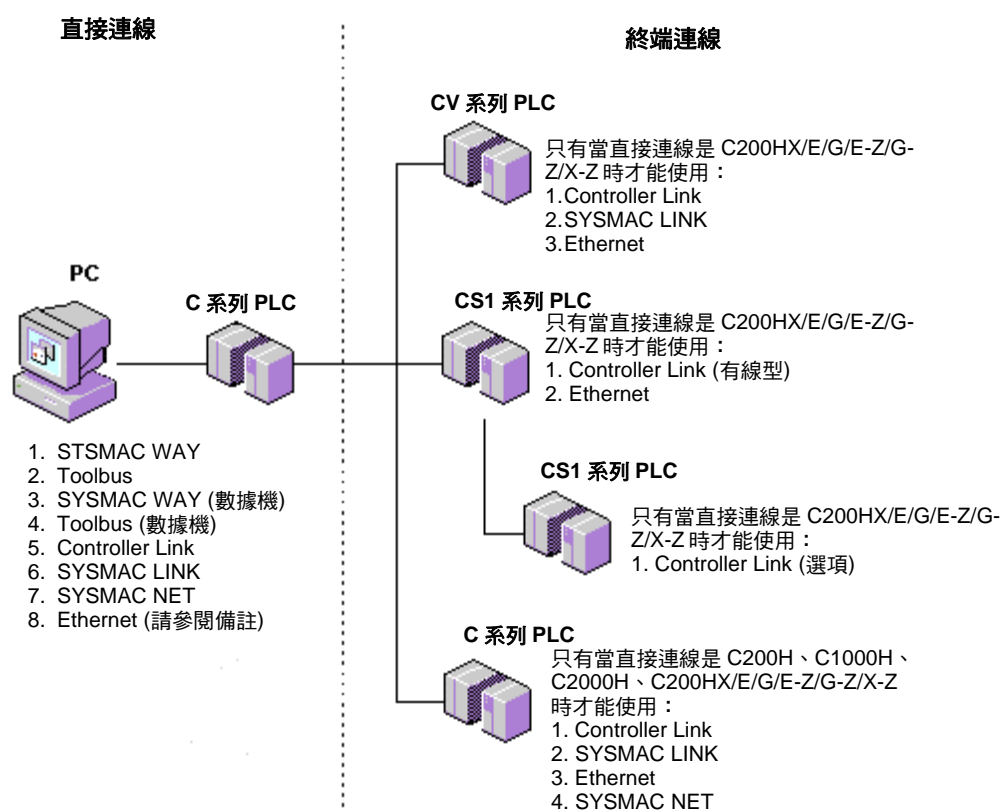 直接連線
終端連線
CV 系列 PLC
只有當直接連線是 C200HX/E/G/E-Z/G-
Z/X-Z 時才能使用：
1.Controller Link
2.SYSMAC LINK
3.Ethernet
PC
C 系列 PLC
CS1 系列 PLC
只有當直接連線是 C200HX/E/G/E-Z/G-
Z/X-Z 時才能使用：
1. Controller Link (有線型)
2. Ethernet
1. STSMAC WAY
2. Toolbus
3. SYSMAC WAY (數據機)
4. Toolbus (數據機)
5. Controller Link
6. SYSMAC LINK
7. SYSMAC NET
8. Ethernet (請參閱備註)
CS1 系列 PLC
只有當直接連線是 C200HX/E/G/E-Z/G-
Z/X-Z 時才能使用：
1. Controller Link (選項)
C 系列 PLC
只有當直接連線是 C200H、C1000H、
C2000H、C200HX/E/G/E-Z/G-Z/X-Z
時才能使用：
1. Controller Link
2. SYSMAC LINK
3. Ethernet
4. SYSMAC NET